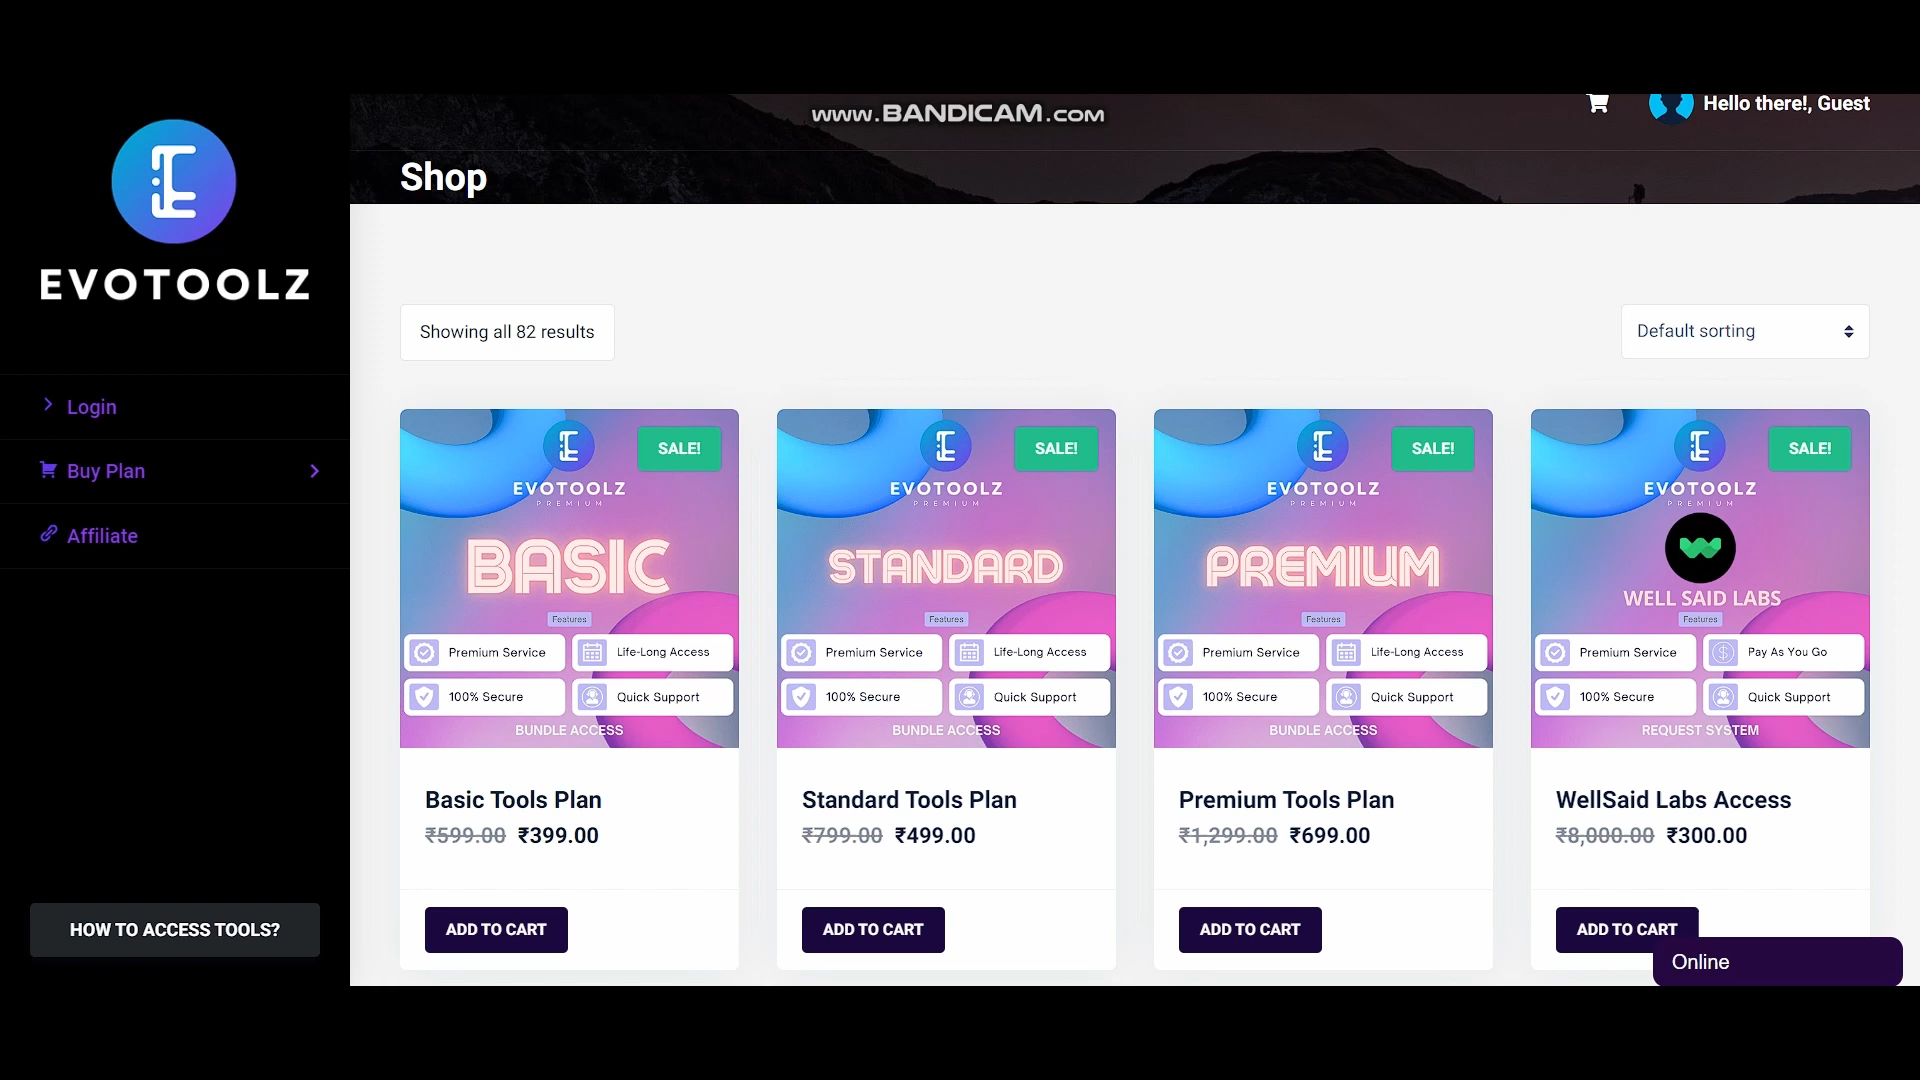 www.BANDICAM.com
Hello there!, Guest
EVOTOOLZ
Login
Buy Plan
Affiliate
HOW TO ACCESS TOOLS?
Shop
Showing all 82 results
Default sorting
EVOTOOLZ
PREMIUM
SALE!
BASIC
Features
Premium Service
Life-Long Access
100% Secure
Quick Support
BUNDLE ACCESS
Basic Tools Plan
₹599.00 ₹399.00
ADD TO CART
EVOTOOLZ
PREMIUM
SALE!
STANDARD
Features
Premium Service
Life-Long Access
100% Secure
Quick Support
BUNDLE ACCESS
Standard Tools Plan
₹799.00 ₹499.00
ADD TO CART
EVOTOOLZ
PREMIUM
SALE!
PREMIUM
Features
Premium Service
Life-Long Access
100% Secure
Quick Support
BUNDLE ACCESS
Premium Tools Plan
₹1,299.00 ₹699.00
ADD TO CART
EVOTOOLZ
PREMIUM
SALE!
WELL SAID LABS
Features
Premium Service
Pay As You Go
100% Secure
Quick Support
REQUEST SYSTEM
WellSaid Labs Access
₹8,000.00 ₹300.00
ADD TO CART
Online